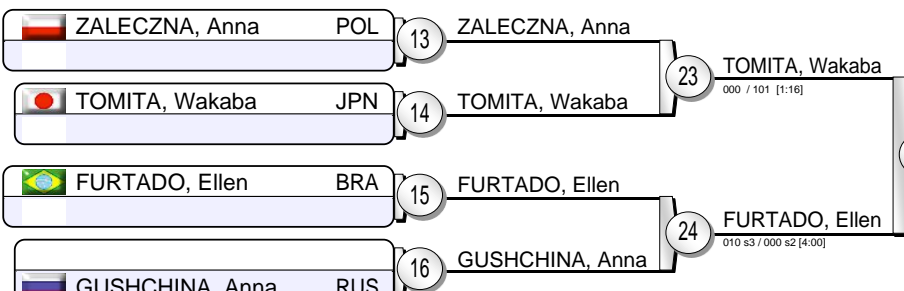 ZALECZNA, Anna POL
13
ZALECZNA, Anna
TOMITA, Wakaba JPN
14
TOMITA, Wakaba
23
TOMITA, Wakaba
000 / 101 [1:16]
FURTADO, Ellen BRA
15
FURTADO, Ellen
GUSHCHINA, Anna RUS
16
GUSHCHINA, Anna
24
FURTADO, Ellen
010 s3 / 000 s2 [4:00]